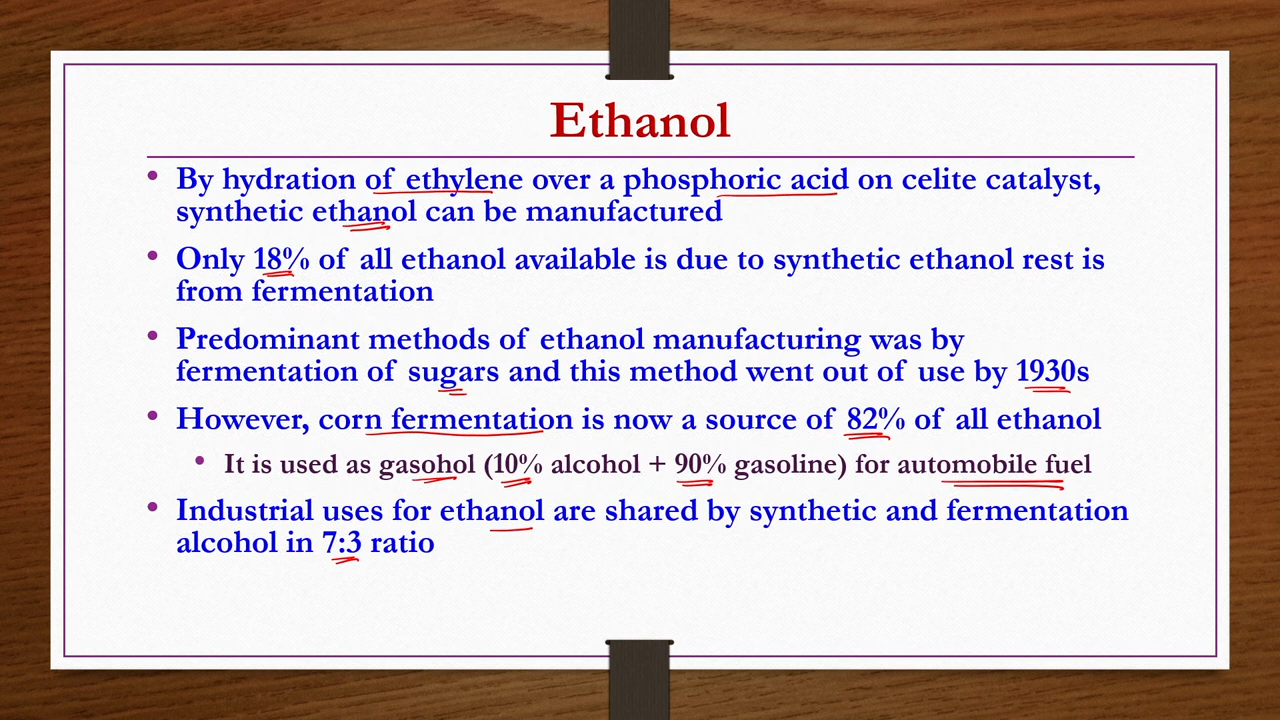 Ethanol
• By hydration of ethylene over a phosphoric acid on celite catalyst,
synthetic ethanol can be manufactured
• Only 18% of all ethanol available is due to synthetic ethanol rest is
from fermentation
• Predominant methods of ethanol manufacturing was by
fermentation of sugars and this method went out of use by 1930s
• However, corn fermentation is now a source of 82% of all ethanol
• It is used as gasohol (10% alcohol + 90% gasoline) for automobile fuel
• Industrial uses for ethanol are shared by synthetic and fermentation
alcohol in 7:3 ratio